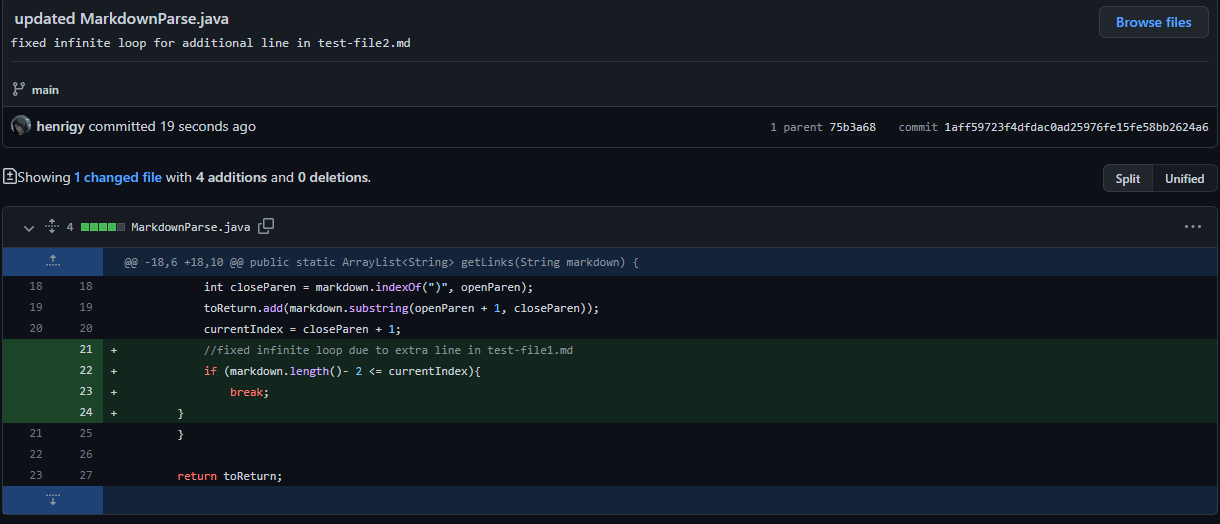 updated MarkdownParse.java
Browse files
fixed infinite loop for additional line in test-file2.md
main
henrigy committed 19 seconds ago
1 parent 75b3a68 commit 1aff59723f4dfdac0ad25976fe15fe58bb2624a6
Showing 1 changed file with 4 additions and 0 deletions.
Split Unified
4 MarkdownParse.java
@@ -18,6 +18,10 @@ public static ArrayList<String> getLinks(String markdown) {
18 18 int closeParen = markdown.indexOf(")", openParen);
19 19 toReturn.add(markdown.substring(openParen + 1, closeParen));
20 20 currentIndex = closeParen + 1;
21 + //fixed infinite loop due to extra line in test-file1.md
22 + if (markdown.length()- 2 <= currentIndex){
23 + break;
24 + }
21 25 }
22 26
23 27 return toReturn;